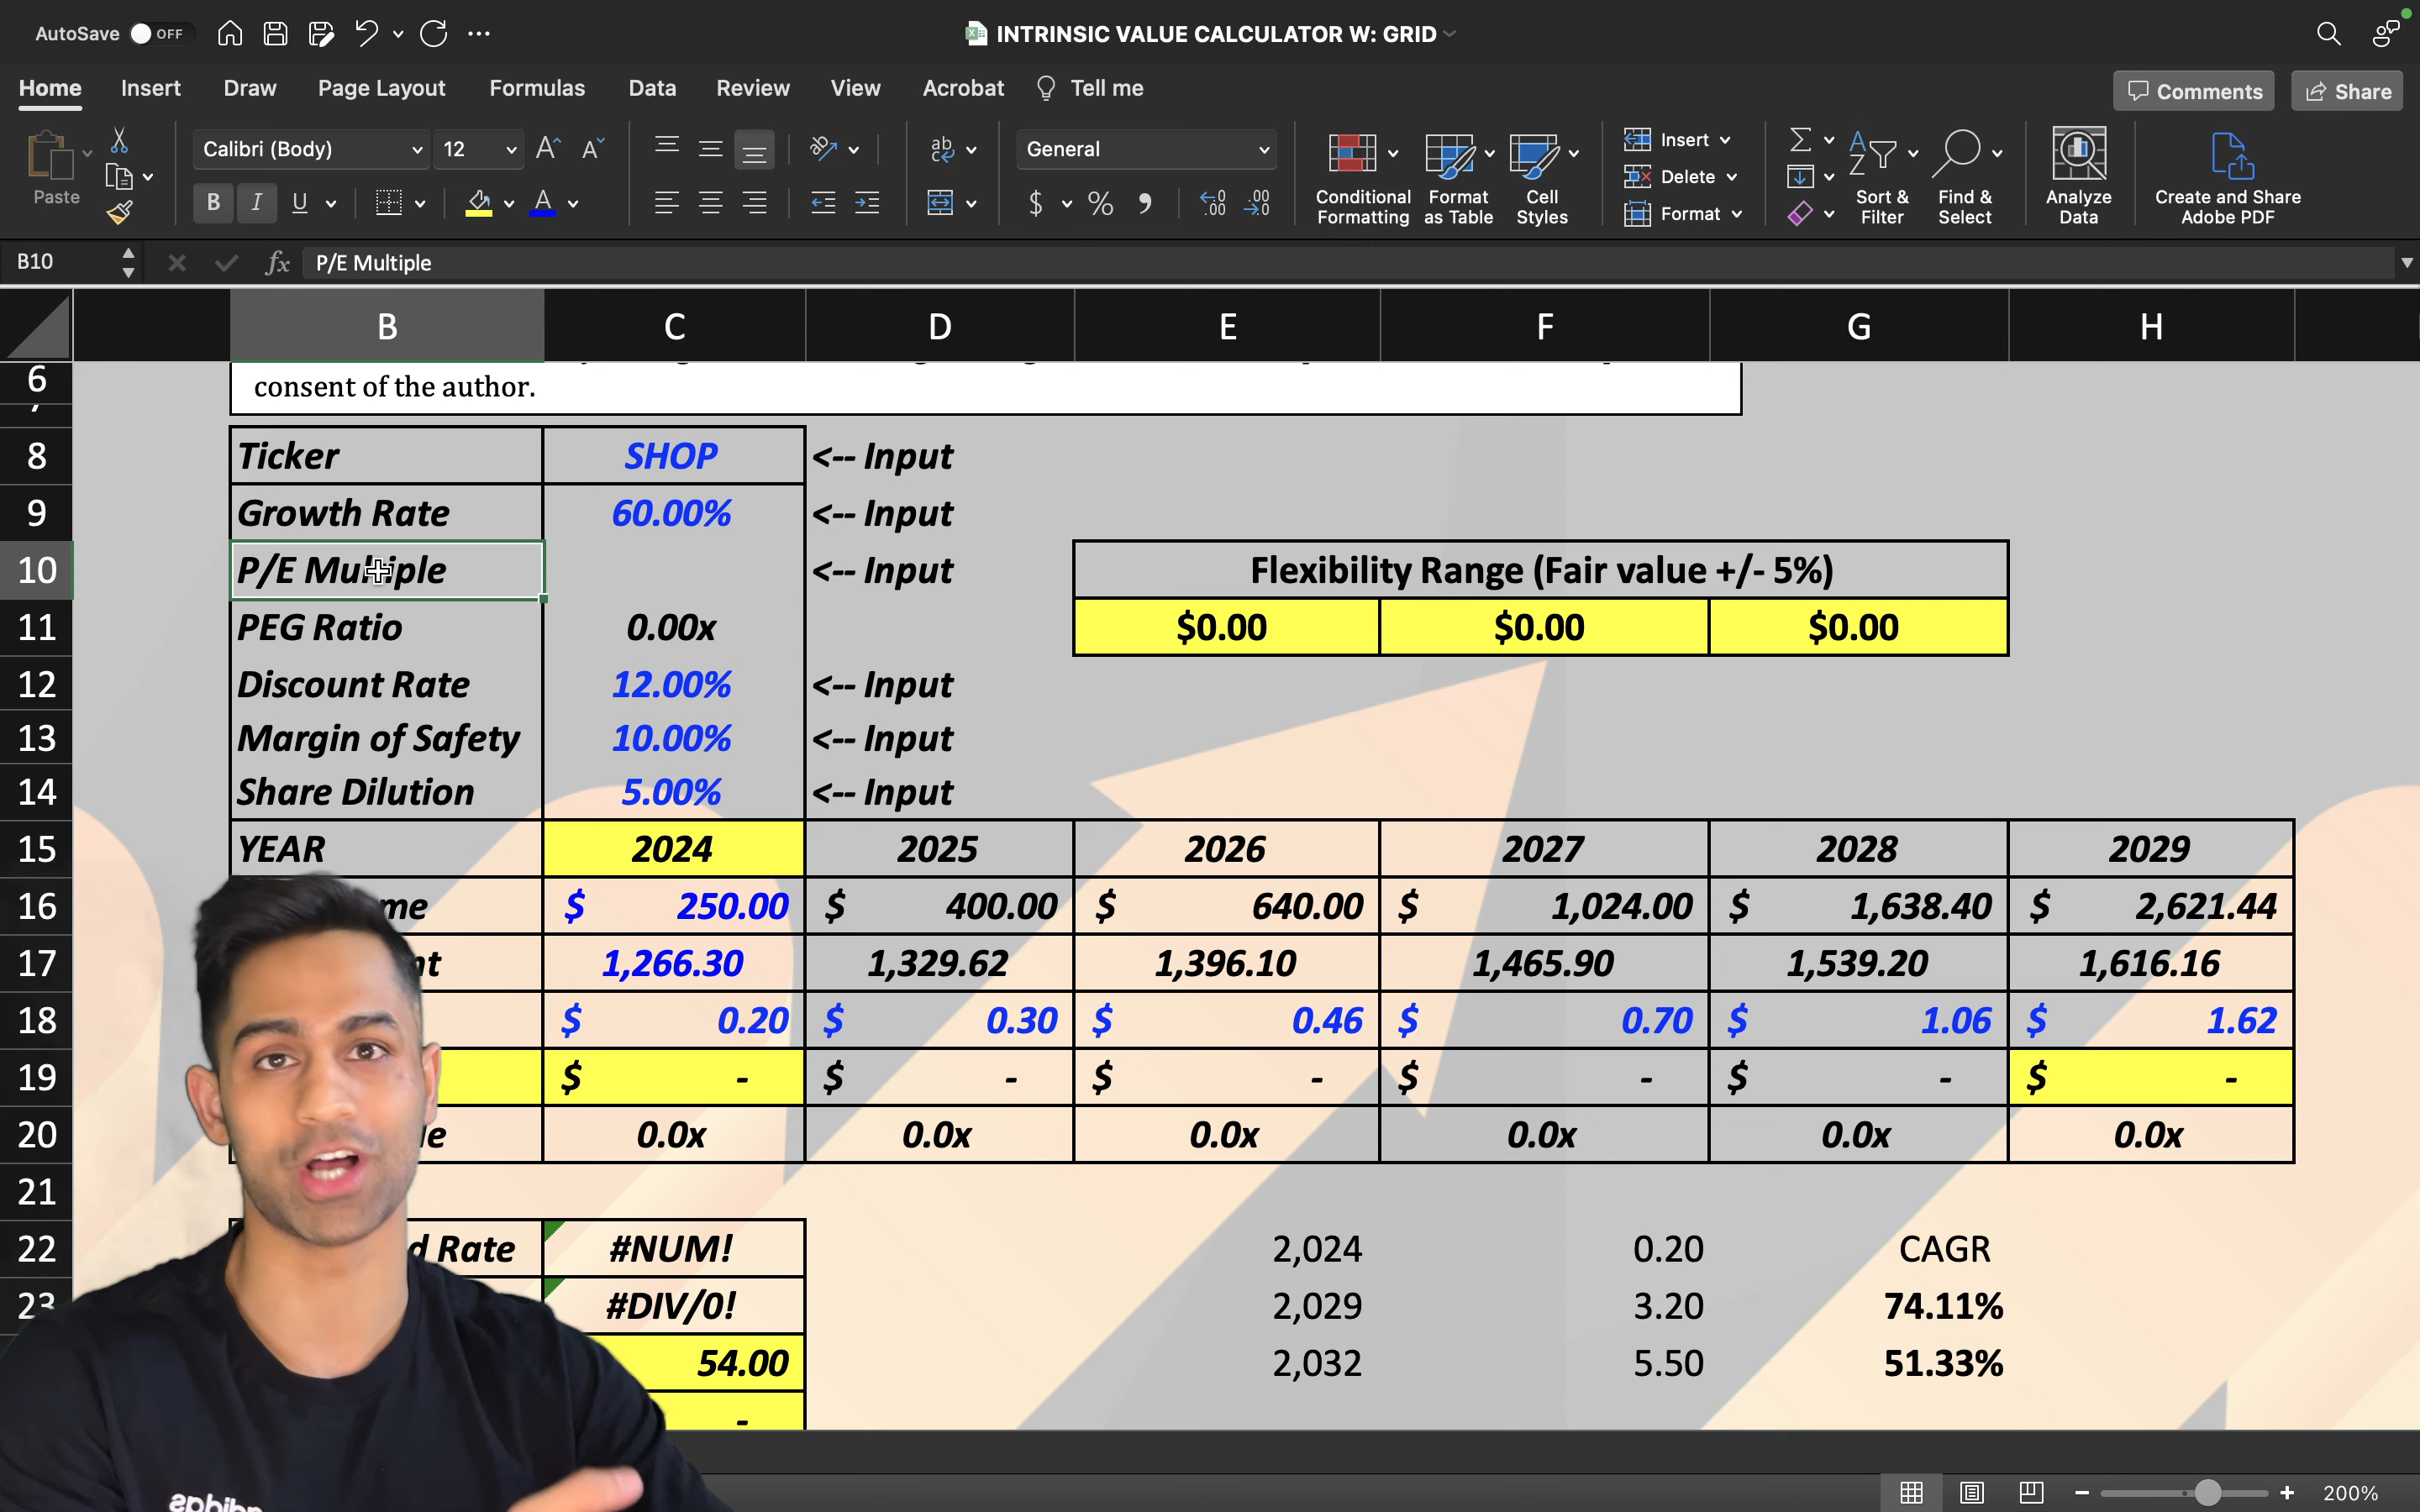 AutoSave OFF INTRINSIC VALUE CALCULATOR W: GRID
Home Insert Draw Page Layout Formulas Data Review View Acrobat Tell me Comments Share
Paste Calibri (Body) 12 General Conditional Formatting Format as Table Cell Styles Insert Delete Format Sort & Filter Find & Select Analyze Data Create and Share Adobe PDF
B10 fx P/E Multiple
B C D E F G H
6 consent of the author.
8 Ticker SHOP <-- Input
9 Growth Rate 60.00% <-- Input
10 P/E Multiple <-- Input Flexibility Range (Fair value +/- 5%)
11 PEG Ratio 0.00x $0.00 $0.00 $0.00
12 Discount Rate 12.00% <-- Input
13 Margin of Safety 10.00% <-- Input
14 Share Dilution 5.00% <-- Input
15 YEAR 2024 2025 2026 2027 2028 2029
16 me $ 250.00 $ 400.00 $ 640.00 $ 1,024.00 $ 1,638.40 $ 2,621.44
17 nt 1,266.30 1,329.62 1,396.10 1,465.90 1,539.20 1,616.16
18 $ 0.20 $ 0.30 $ 0.46 $ 0.70 $ 1.06 $ 1.62
19 $ - $ - $ - $ - $ - $ -
20 e 0.0x 0.0x 0.0x 0.0x 0.0x 0.0x
21
22 d Rate #NUM! 2,024 0.20 CAGR
23 #DIV/0! 2,029 3.20 74.11%
54.00 2,032 5.50 51.33%
-
200%